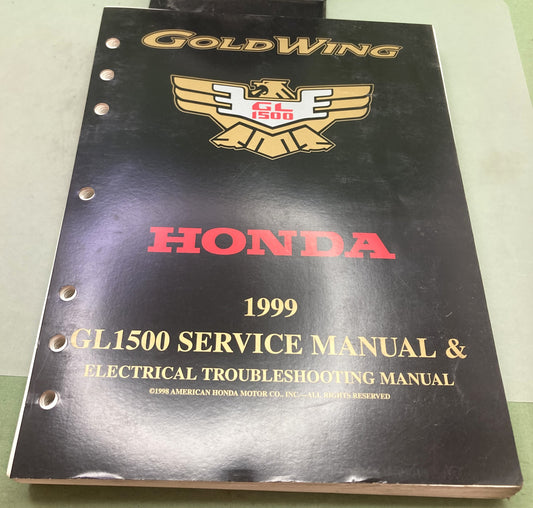 GOLDWING
GL
1500
HONDA
1999
GL1500 SERVICE MANUAL &
ELECTRICAL TROUBLESHOOTING MANUAL
©1998 AMERICAN HONDA MOTOR CO., INC.—ALL RIGHTS RESERVED